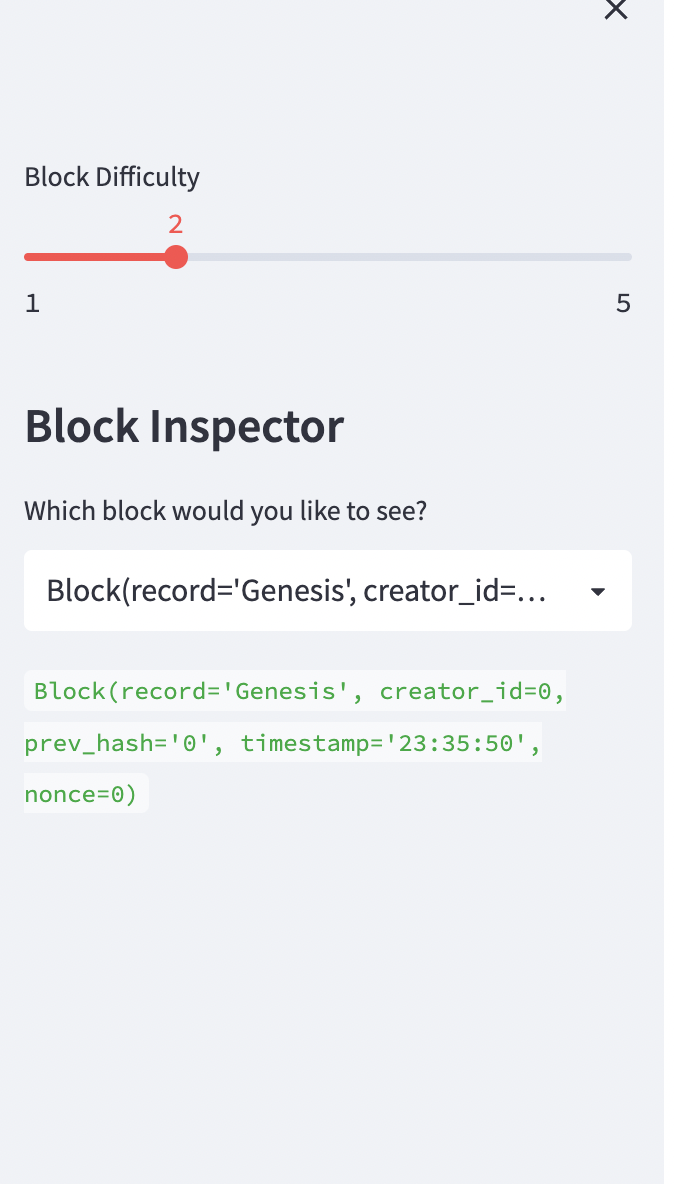 Block Difficulty
2
1
5
Block Inspector
Which block would you like to see?
Block(record='Genesis', creator_id=...
Block(record='Genesis', creator_id=0,
prev_hash='0', timestamp='23:35:50',
nonce=0)